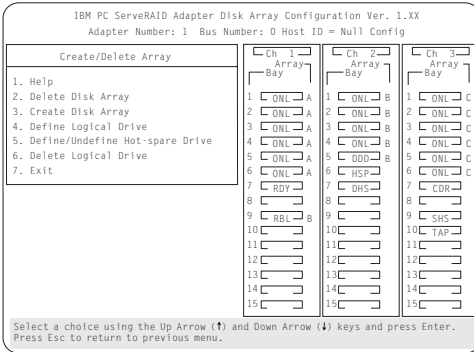 IBM PC ServeRAID Adapter Disk Array Configuration Ver. 1.XX
Adapter Number: 1 Bus Number: 0 Host ID = Null Config
Create/Delete Array
1. Help
2. Delete Disk Array
3. Create Disk Array
4. Define Logical Drive
5. Define/Undefine Hot-spare Drive
6. Delete Logical Drive
7. Exit
Ch 1 Ch 2 Ch 3
Array Array Array
Bay Bay Bay
1 ONL A 1 ONL B 1 ONL C
2 ONL A 2 ONL B 2 ONL C
3 ONL A 3 ONL B 3 ONL C
4 ONL A 4 ONL B 4 ONL C
5 ONL A 5 DDD B 5 ONL C
6 ONL A 6 HSP 6 ONL C
7 RDY 7 DHS 7 CDR
8 8 8
9 RBL B 9 9 SHS
10 10 10 TAP
11 11 11
12 12 12
13 13 13
14 14 14
15 15 15
Select a choice using the Up Arrow (↑) and Down Arrow (↓) keys and press Enter.
Press Esc to return to previous menu.